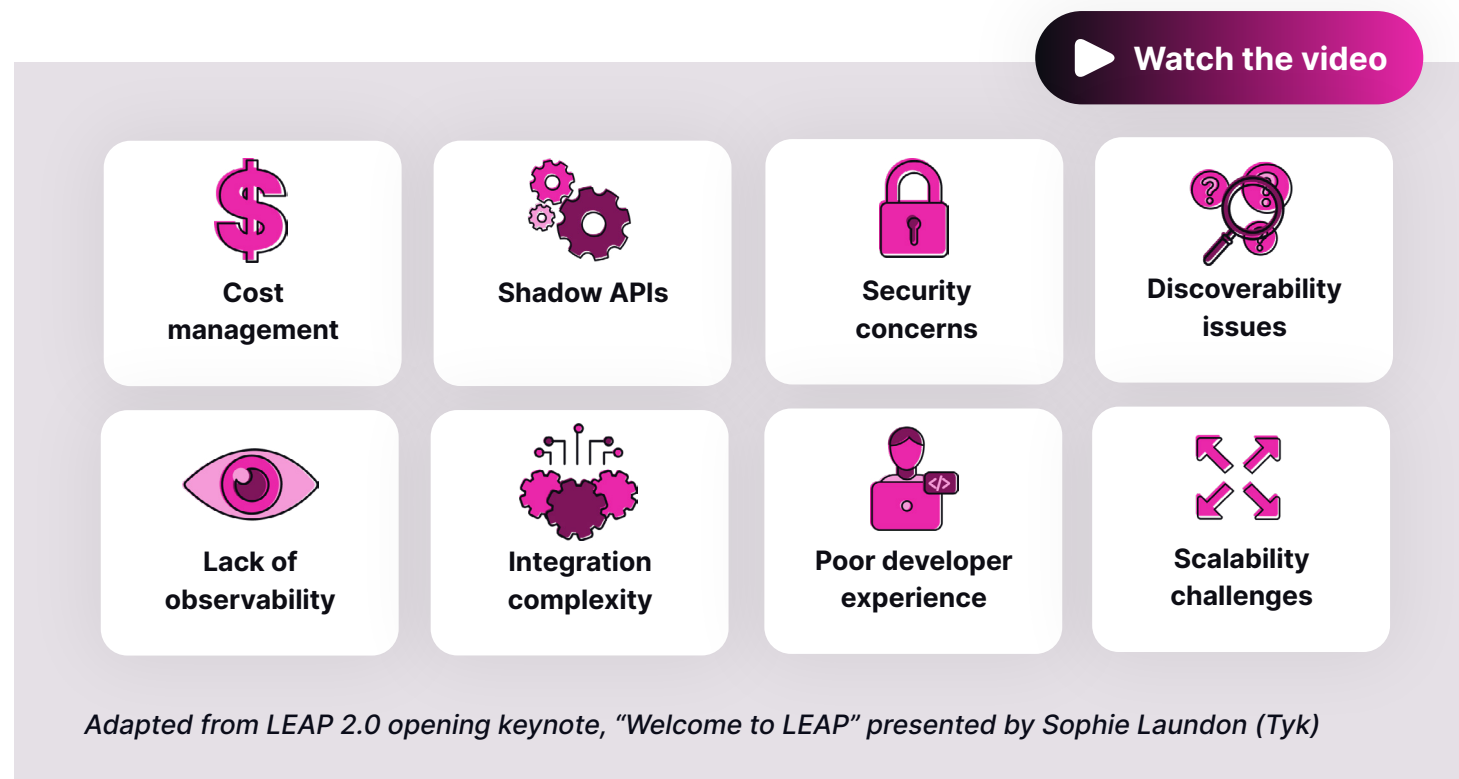 Watch the video
Cost
management
Shadow APIs
Security
concerns
Discoverability
issues
Lack of
observability
Integration
complexity
</>
Poor developer
experience
Scalability
challenges
Adapted from LEAP 2.0 opening keynote, “Welcome to LEAP” presented by Sophie Laundon (Tyk)